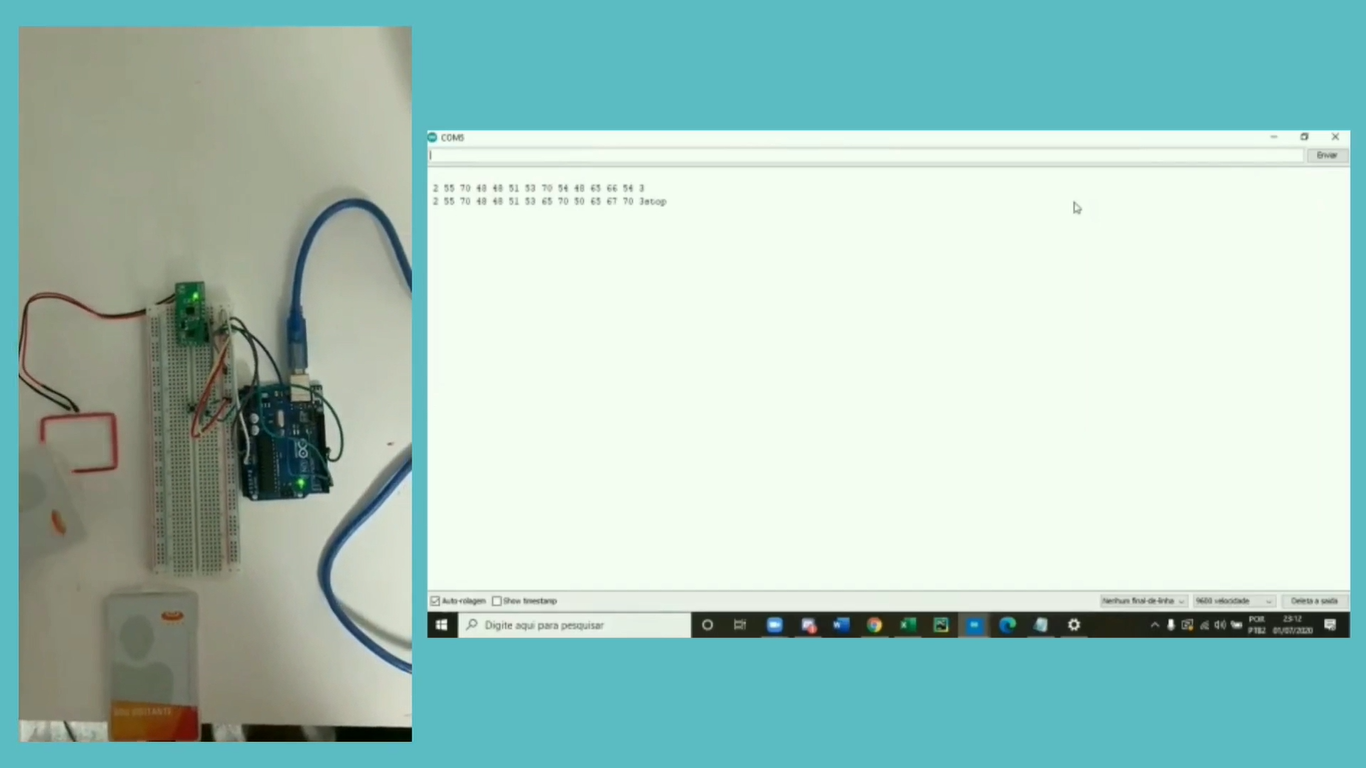 COM5
Enviar
2 55 70 48 48 51 53 70 54 48 65 66 54 3
2 55 70 48 48 51 53 65 70 50 65 67 70 3stop
Auto-rolagem Show timestamp
Nenhum final-de-linha 9600 velocidade Deleta a saida
Digite aqui para pesquisar
POR
PTB2
23:12
01/07/2020
SOU VISITANTE